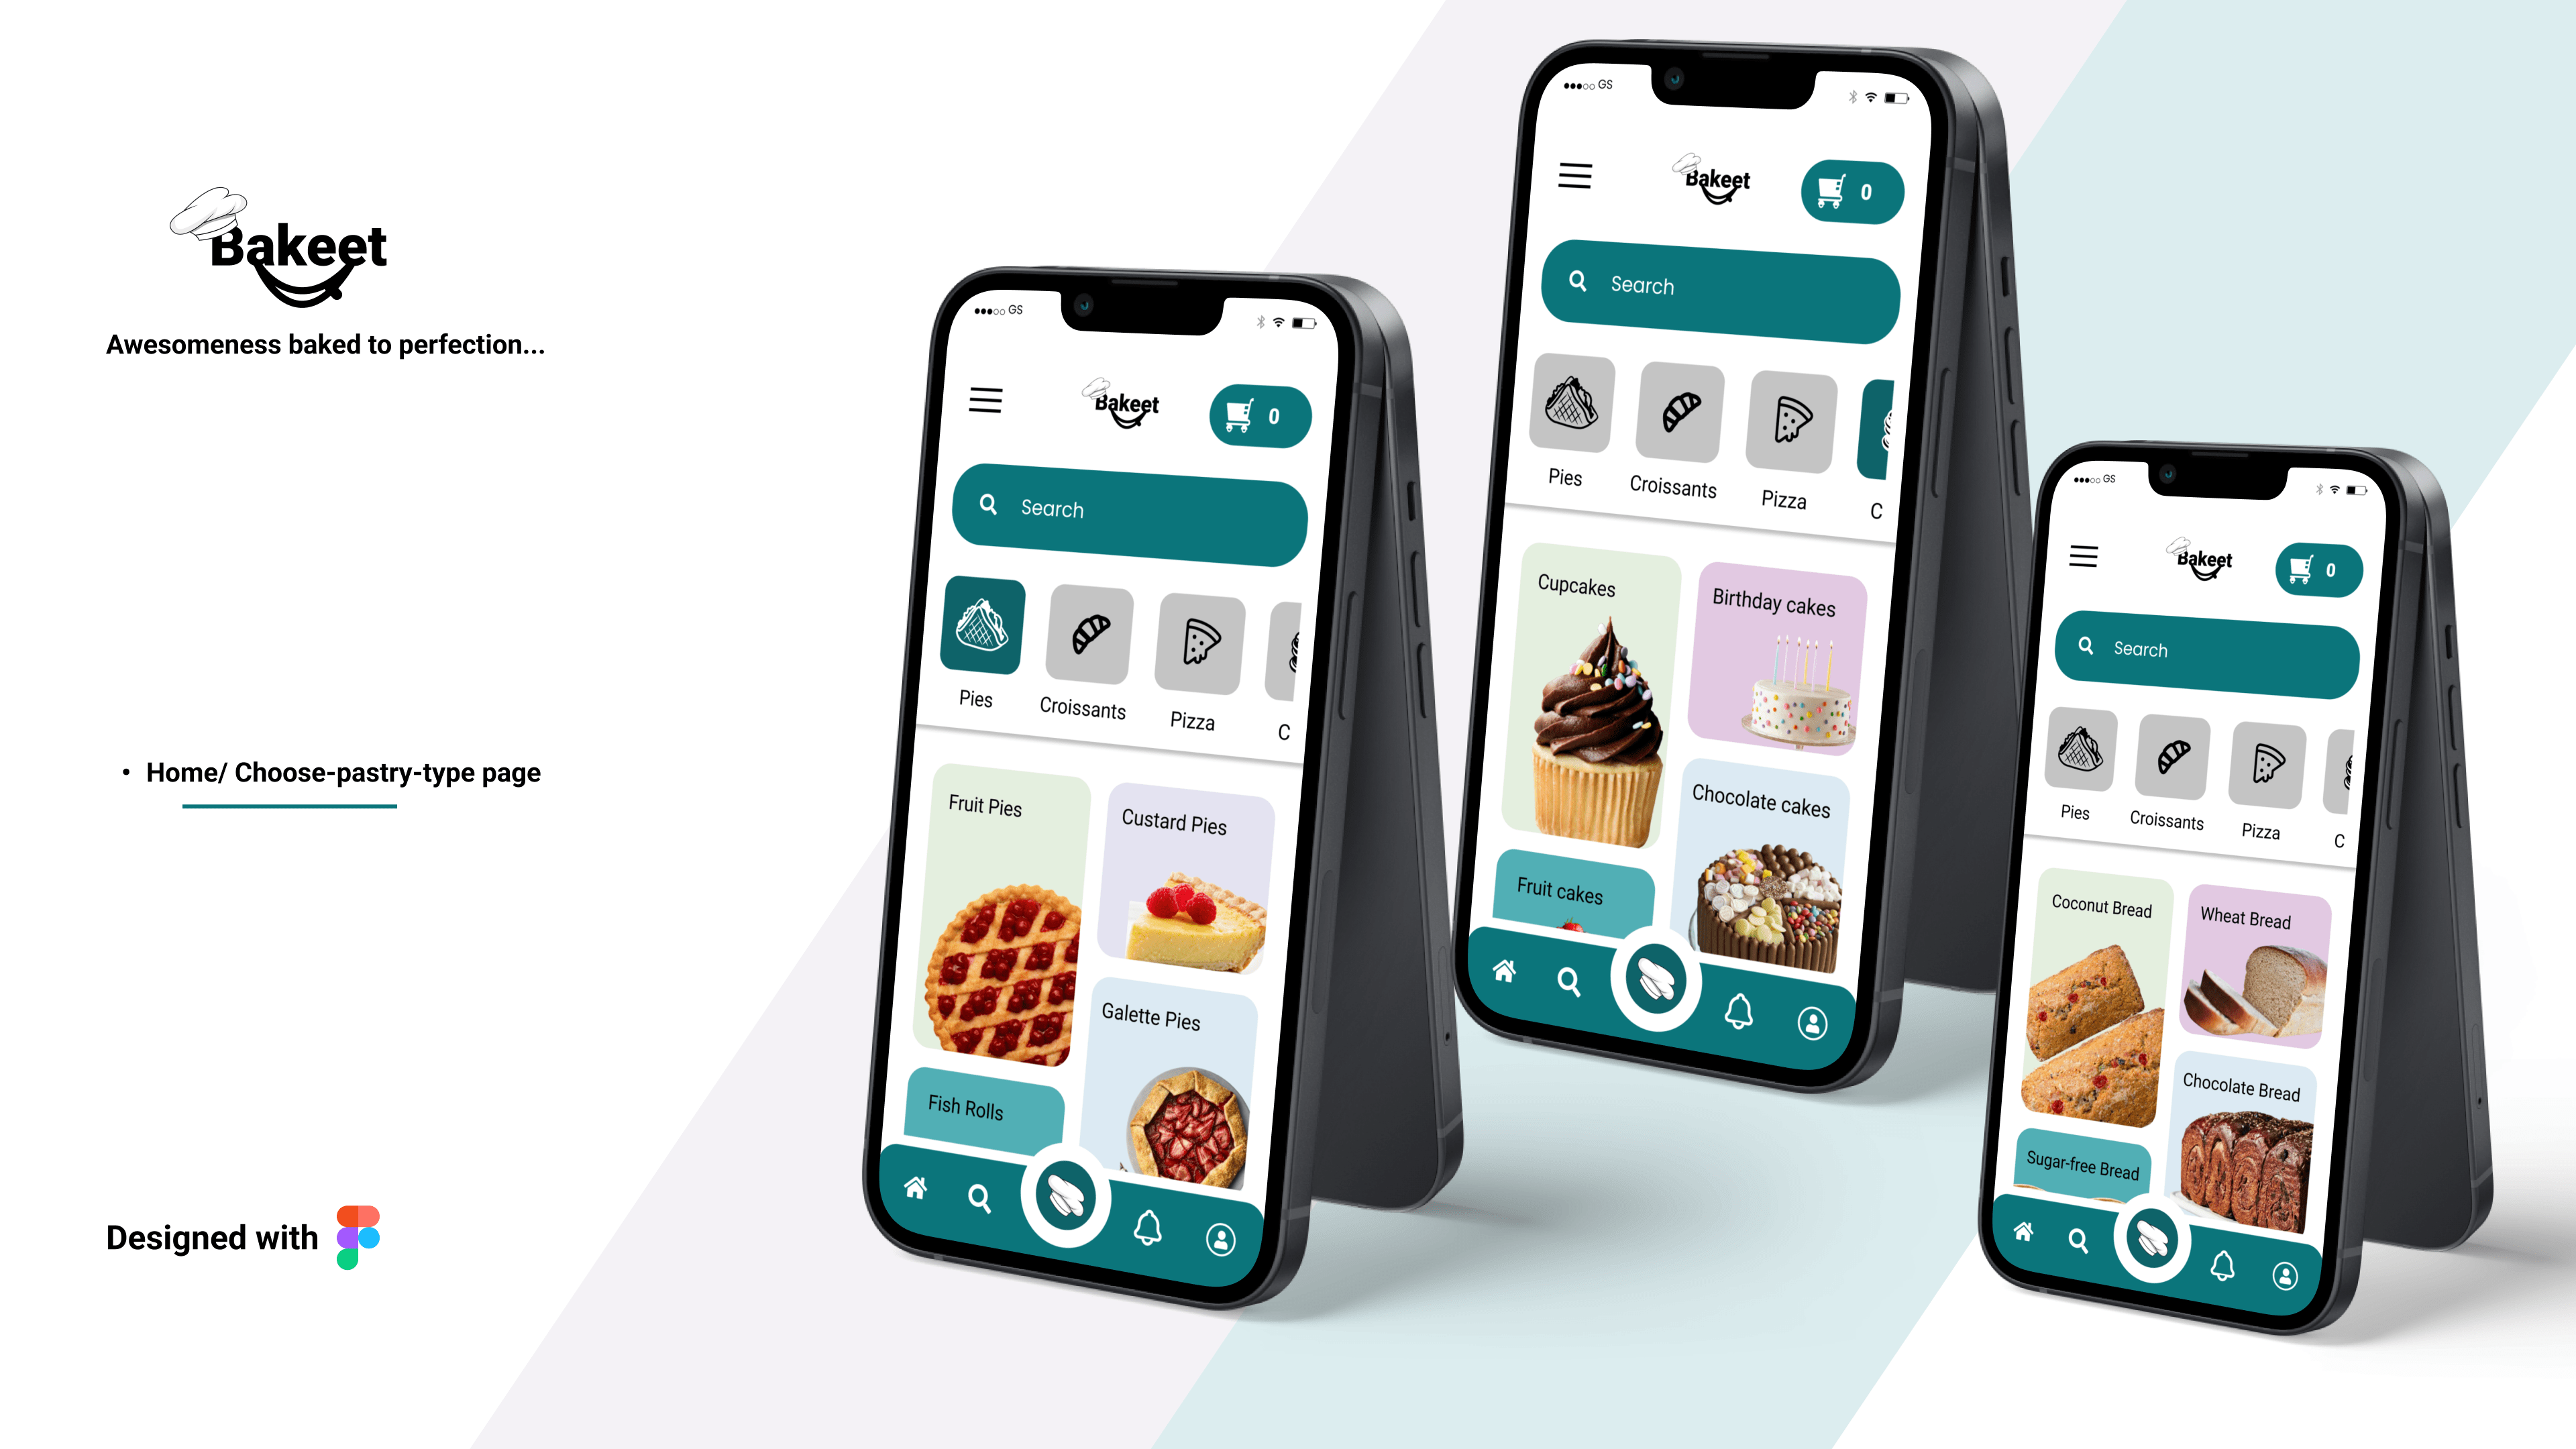 Bakeet
Awesomeness baked to perfection...
• Home/ Choose-pastry-type page
Designed with
GS
Bakeet
0
Search
Pies
Croissants
Pizza
C
Fruit Pies
Custard Pies
Galette Pies
Fish Rolls
GS
Bakeet
0
Search
Pies
Croissants
Pizza
C
Cupcakes
Birthday cakes
Chocolate cakes
Fruit cakes
GS
Bakeet
0
Search
Pies
Croissants
Pizza
C
Coconut Bread
Wheat Bread
Chocolate Bread
Sugar-free Bread